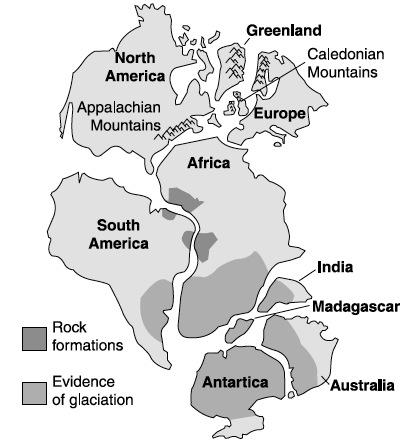 Greenland
North
America
Caledonian
Mountains
Appalachian
Mountains
Europe
Africa
South
America
India
Madagascar
Rock
formations
Evidence
of glaciation
Antartica
Australia